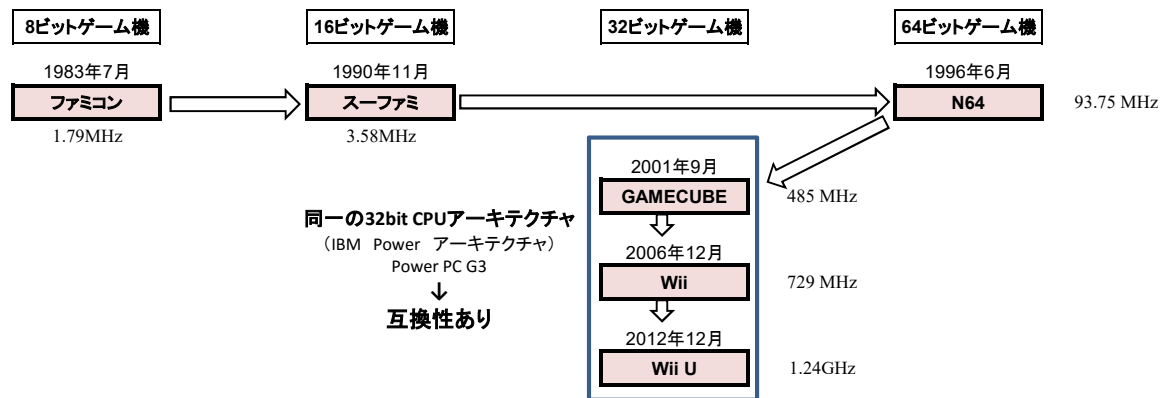 8ビットゲーム機
16ビットゲーム機
32ビットゲーム機
64ビットゲーム機
1983年7月
1990年11月
1996年6月
ファミコン
スーファミ
N64
93.75 MHz
1.79MHz
3.58MHz
2001年9月
GAMECUBE
485 MHz
同一の32bit CPUアーキテクチャ
（IBM Power アーキテクチャ）
Power PC G3
↓
互換性あり
2006年12月
Wii
729 MHz
2012年12月
Wii U
1.24GHz